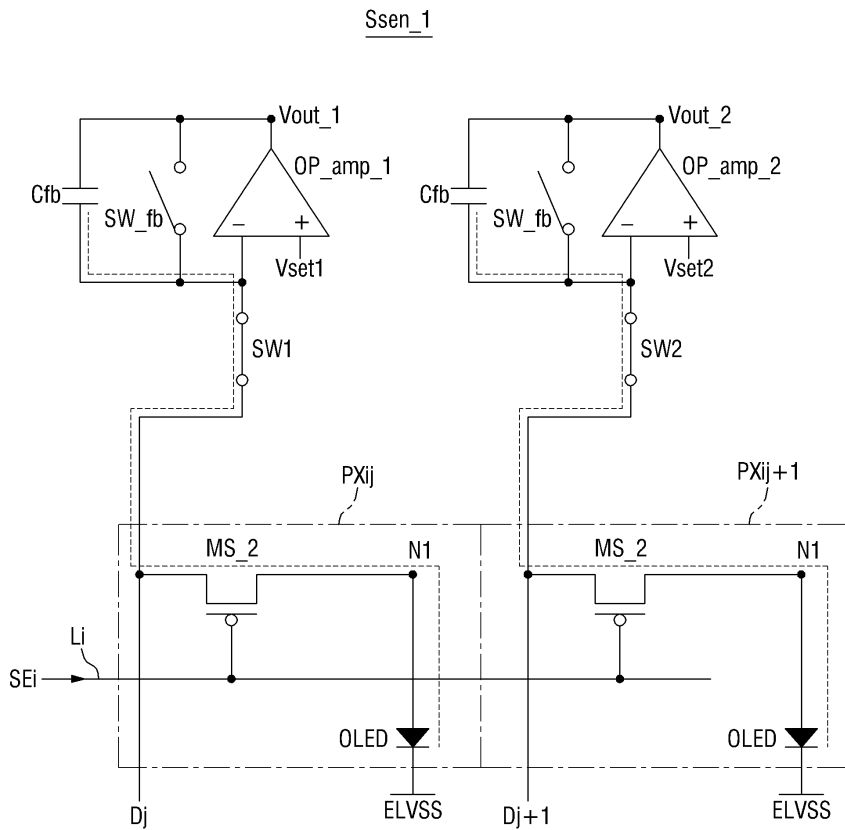 Ssen_1
Vout_1
Vout_2
OP_amp_1
OP_amp_2
Cfb
SW_fb
Cfb
SW_fb
− +
− +
Vset1
Vset2
SW1
SW2
PXij
PXij+1
MS_2
N1
MS_2
N1
Li
SEi
OLED
OLED
Dj
ELVSS
Dj+1
ELVSS